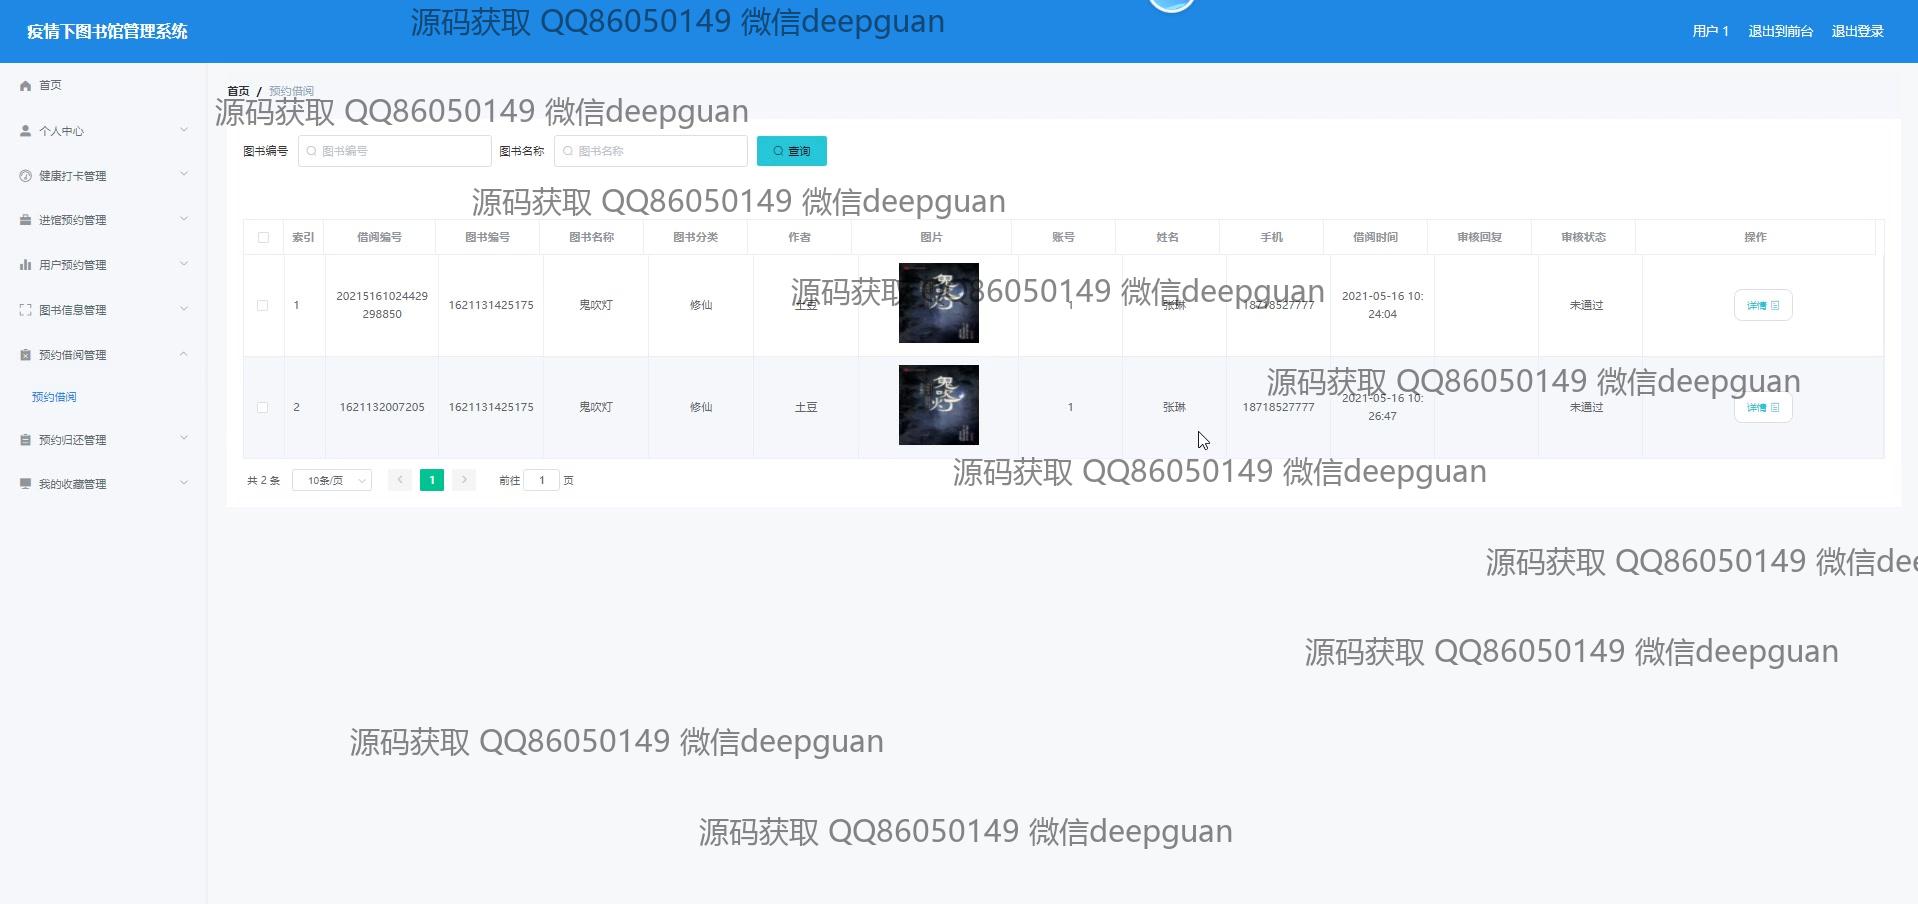 疫情下图书馆管理系统
源码获取 QQ86050149 微信deepguan
用户 1 退出到前台 退出登录
首页
个人中心
健康打卡管理
进馆预约管理
用户预约管理
图书信息管理
预约借阅管理
预约借阅
预约归还管理
我的收藏管理
首页 / 预约借阅
源码获取 QQ86050149 微信deepguan
图书编号 图书编号 图书名称 图书名称 查询
源码获取 QQ86050149 微信deepguan
索引 借阅编号 图书编号 图书名称 图书分类 作者 图片 账号 姓名 手机 借阅时间 审核回复 审核状态 操作
源码获取 QQ86050149 微信deepguan
1 20215161024429298850 1621131425175 鬼吹灯 修仙 土豆 1 张琳 18718527777 2021-05-16 10:24:04 未通过 详情
源码获取 QQ86050149 微信deepguan
2 1621132007205 1621131425175 鬼吹灯 修仙 土豆 鬼吹灯 1 张琳 18718527777 2021-05-16 10:26:47 未通过 详情
源码获取 QQ86050149 微信deepguan
共 2 条 10条/页 1 前往 1 页
源码获取 QQ86050149 微信dee
源码获取 QQ86050149 微信deepguan
源码获取 QQ86050149 微信deepguan
源码获取 QQ86050149 微信deepguan